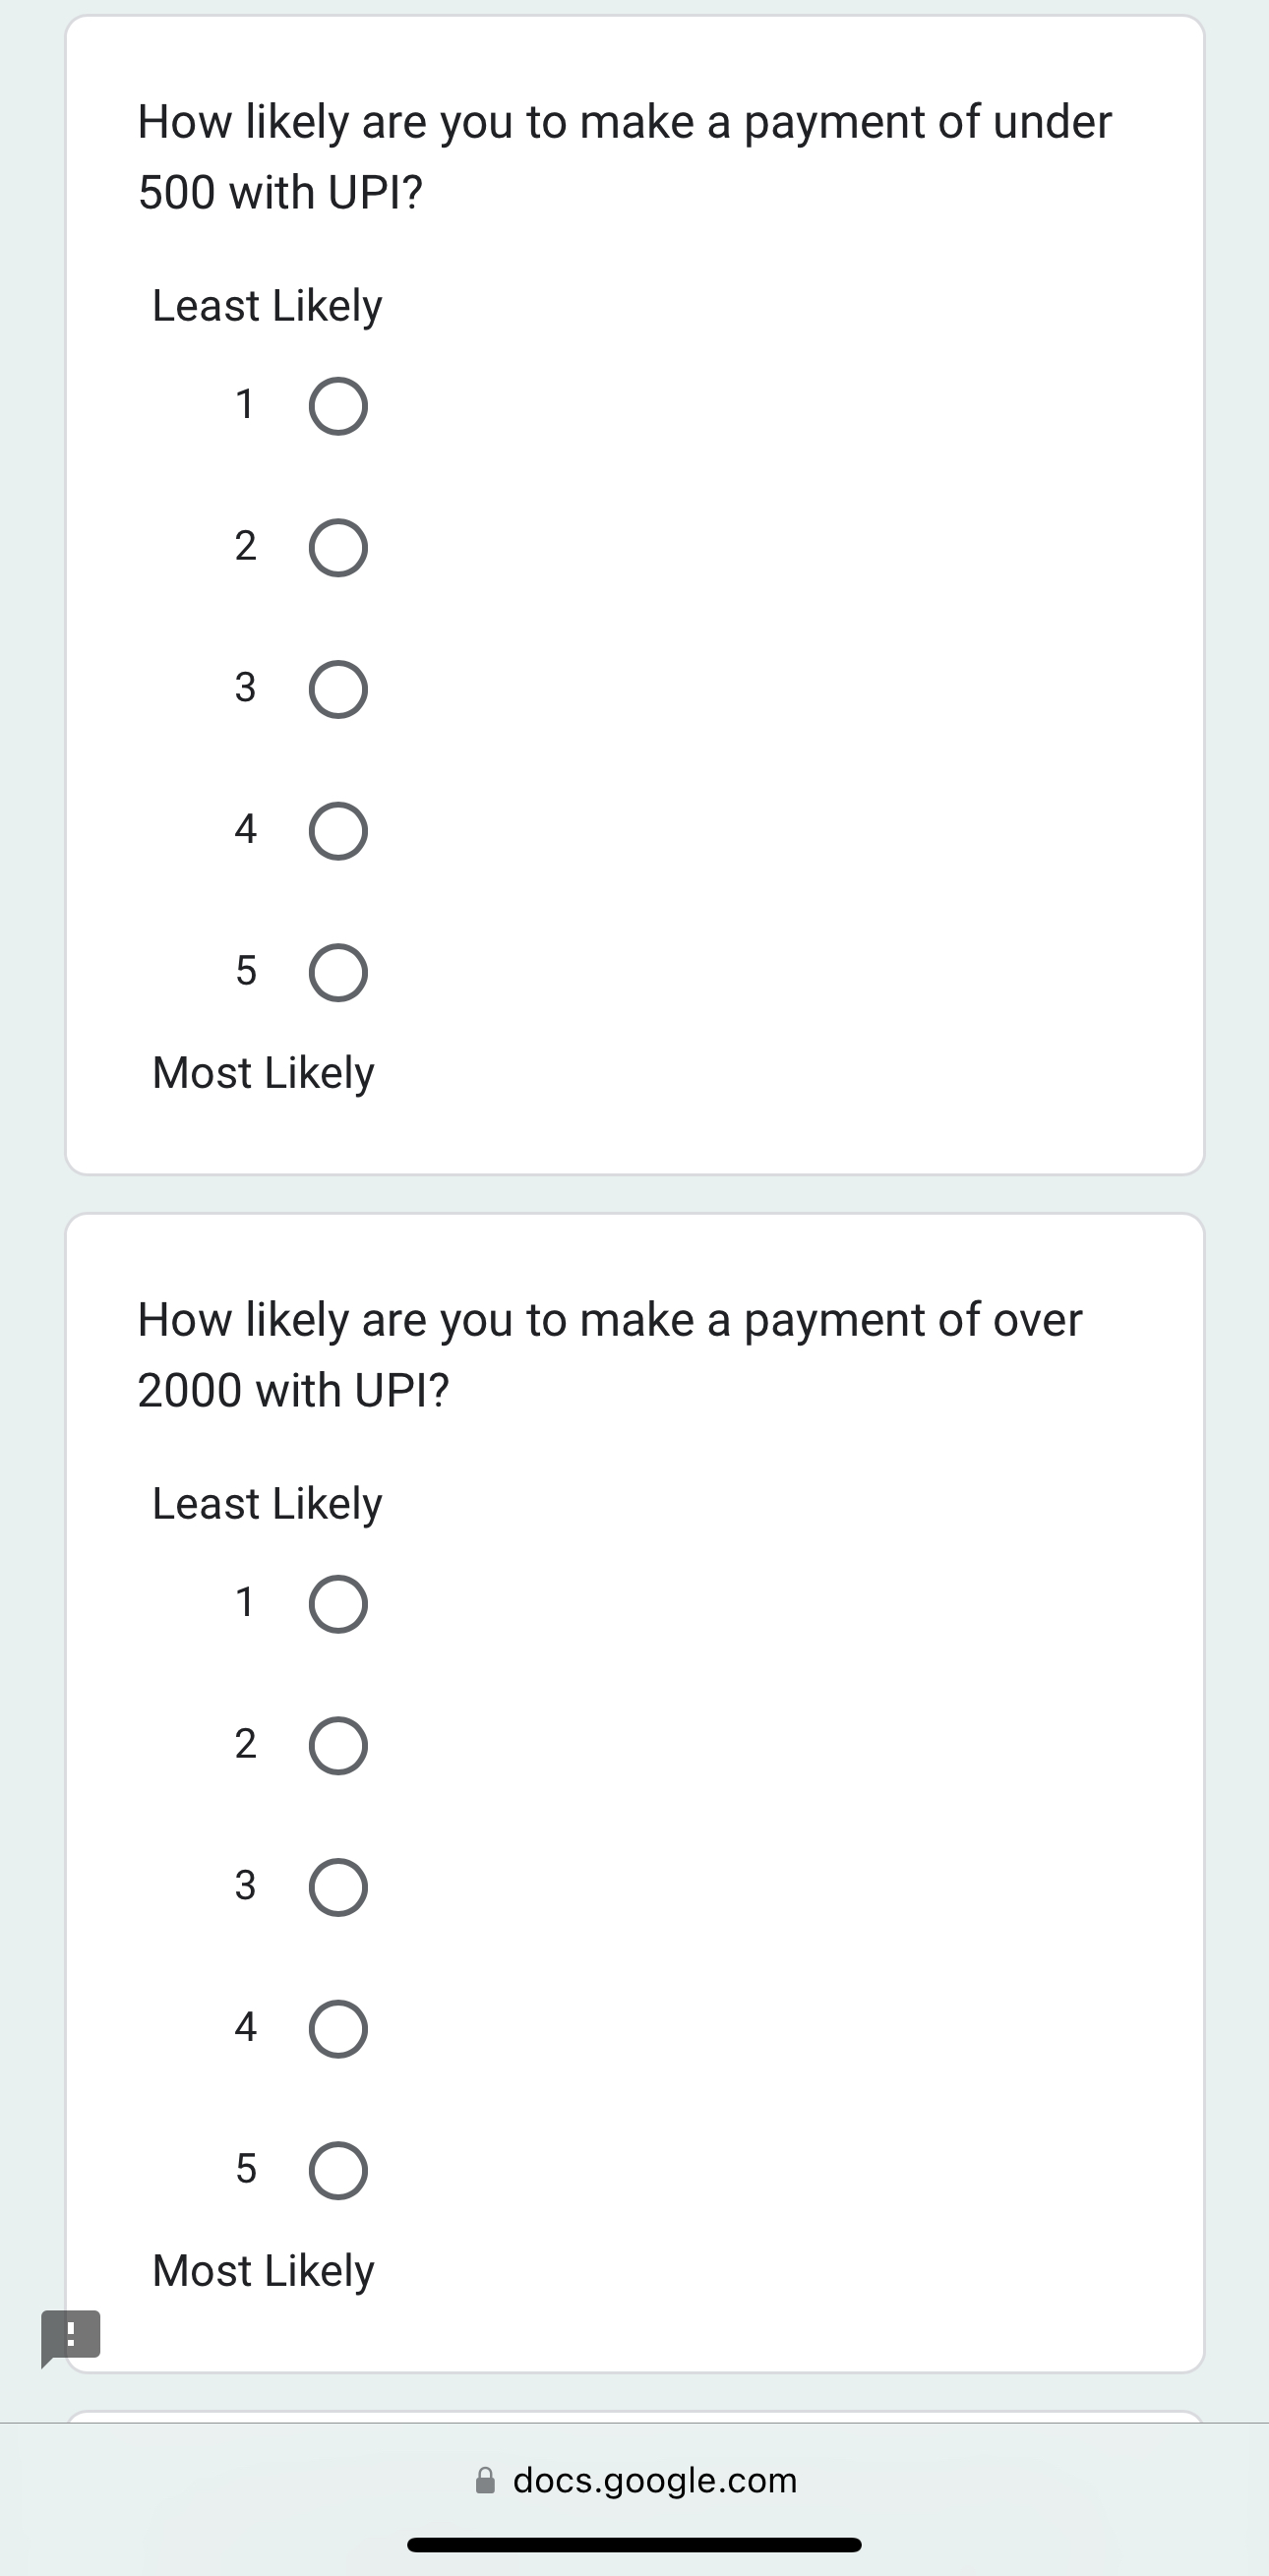 How likely are you to make a payment of under
500 with UPI?
Least Likely
1
2
3
4
5
Most Likely
How likely are you to make a payment of over
2000 with UPI?
Least Likely
1
2
3
4
5
Most Likely
docs.google.com